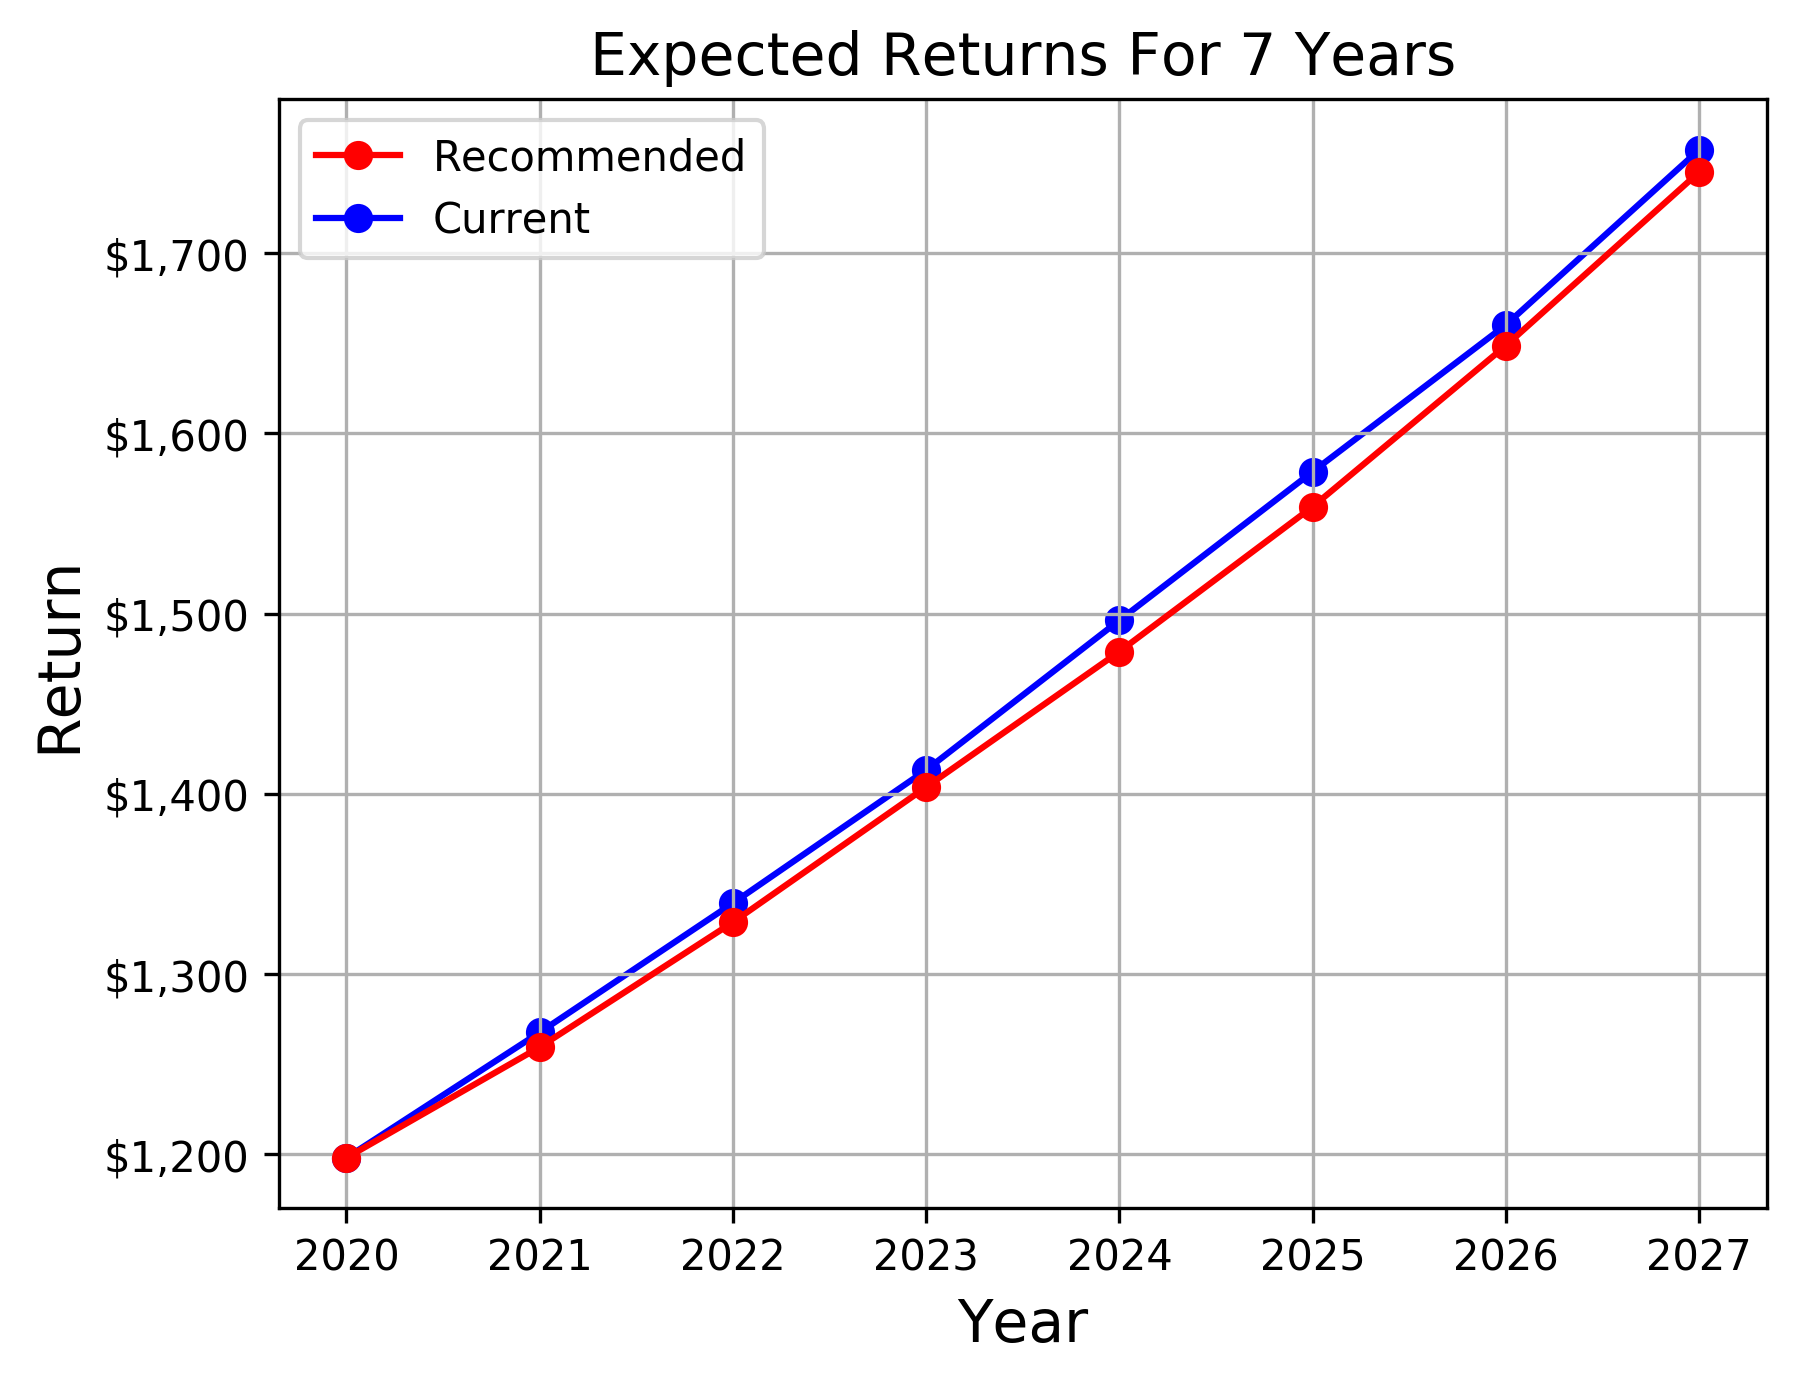 Expected Returns For 7 Years
Recommended
Current
$1,700
$1,600
$1,500
$1,400
$1,300
$1,200
Return
2020 2021 2022 2023 2024 2025 2026 2027
Year